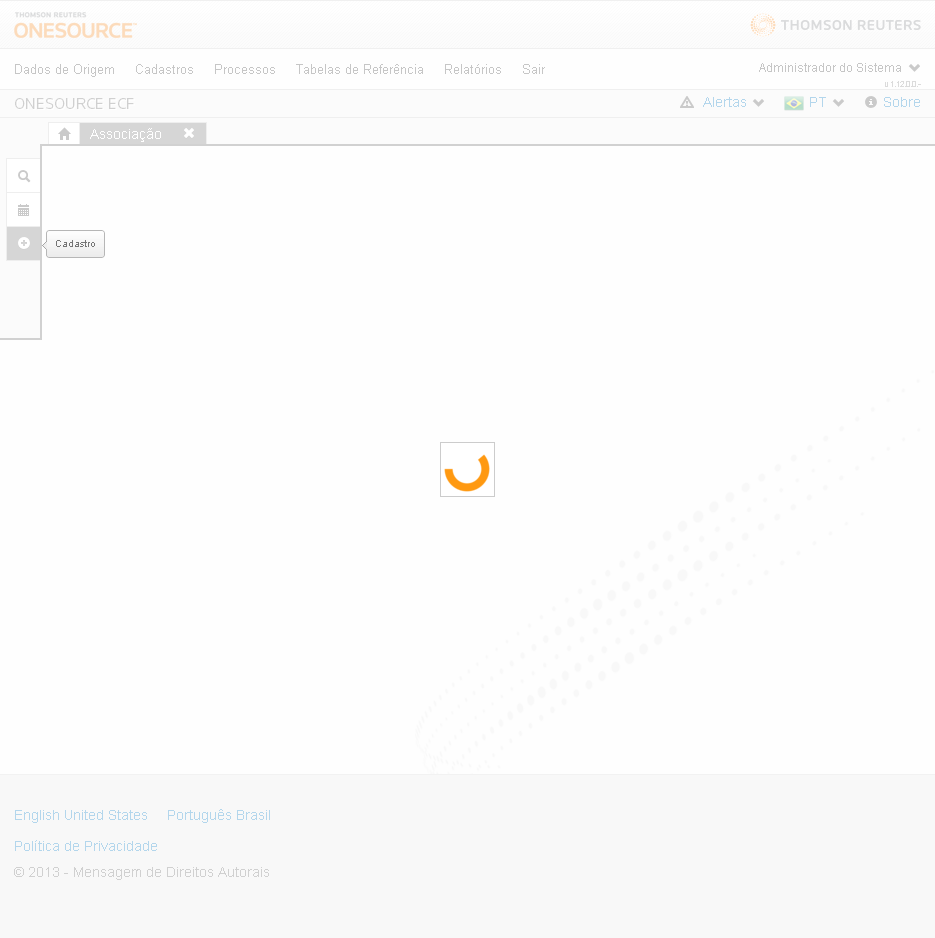 THOMSON REUTERS
ONESOURCE
THOMSON REUTERS
Dados de Origem Cadastros Processos Tabelas de Referência Relatórios Sair
Administrador do Sistema
v 1.12.0.0 -
ONESOURCE ECF
Alertas PT Sobre
Associação
Cadastro
English United States Português Brasil
Política de Privacidade
© 2013 - Mensagem de Direitos Autorais